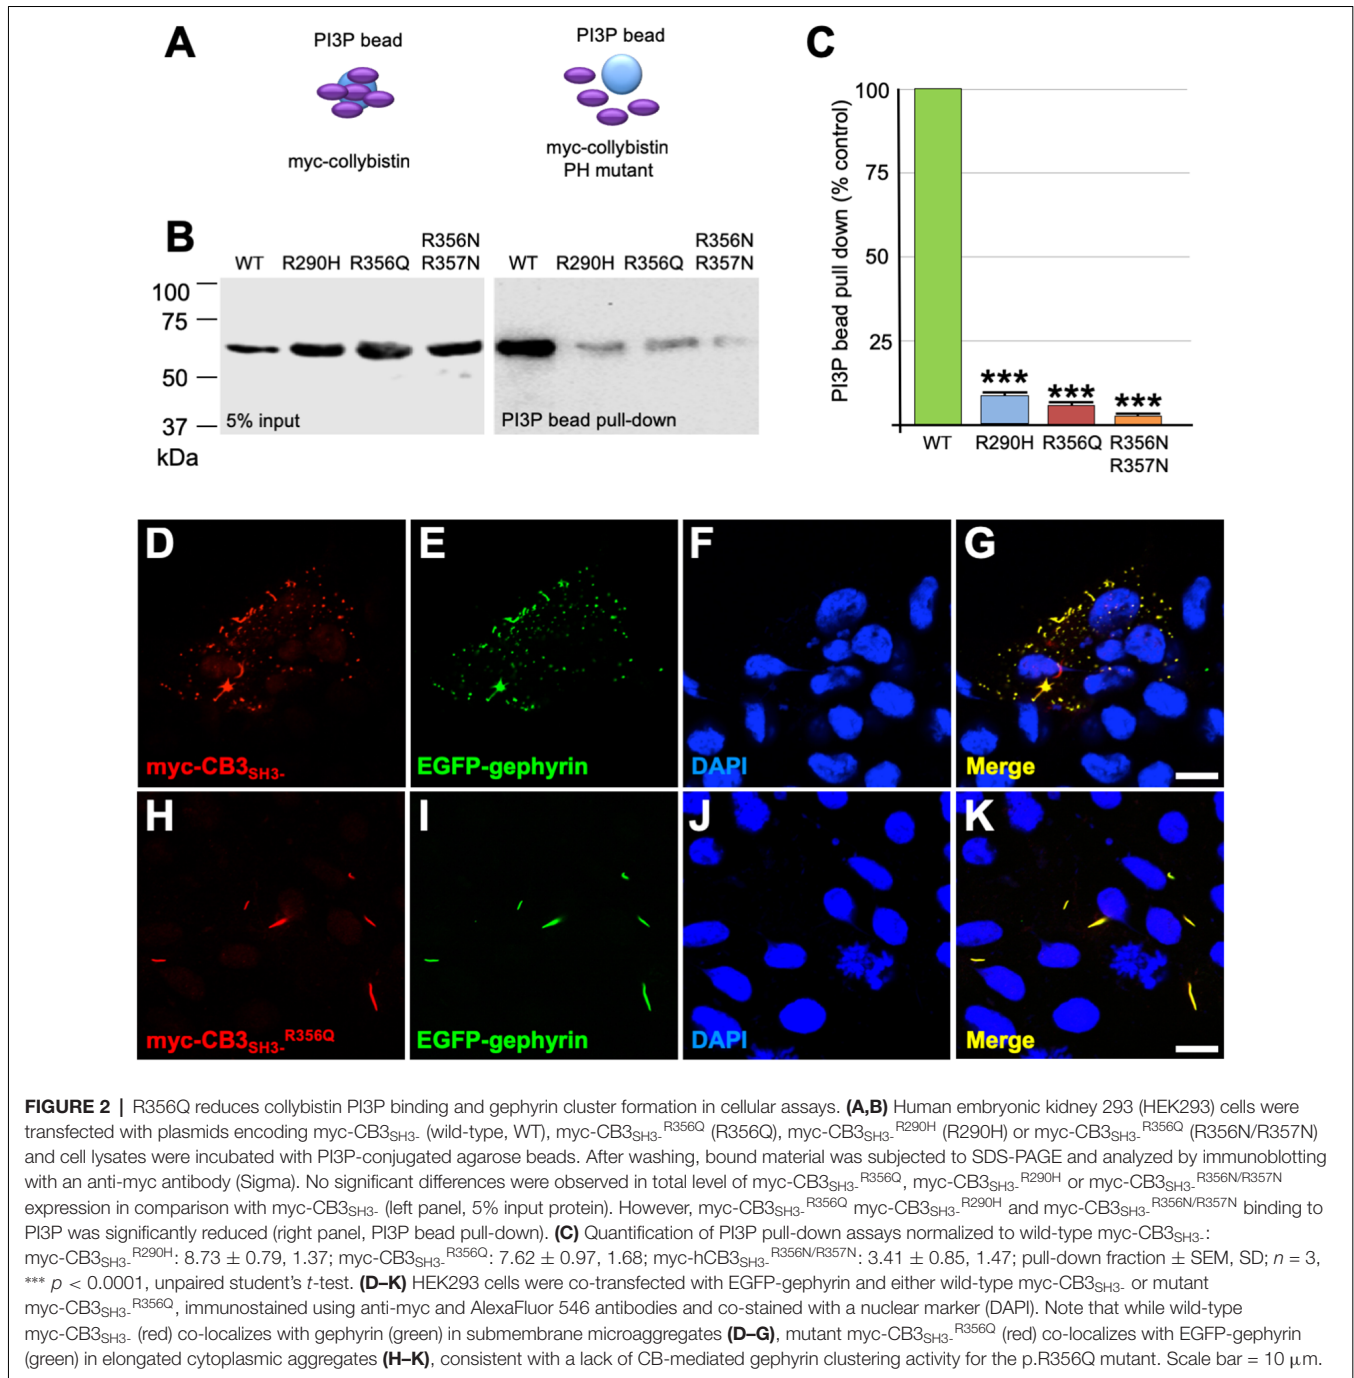 A
PI3P bead
myc-collybistin
PI3P bead
myc-collybistin
PH mutant
B
WT R290H R356Q R356N
R357N
WT R290H R356Q R356N
R357N
100
75
50
37
kDa
5% input
PI3P bead pull-down
C
PI3P bead pull down (% control)
100
75
50
25
*** *** ***
WT R290H R356Q R356N
R357N
D
myc-CB3SH3-
E
EGFP-gephyrin
F
DAPI
G
Merge
H
myc-CB3SH3-R356Q
I
EGFP-gephyrin
J
DAPI
K
Merge
FIGURE 2 | R356Q reduces collybistin PI3P binding and gephyrin cluster formation in cellular assays. (A,B) Human embryonic kidney 293 (HEK293) cells were
transfected with plasmids encoding myc-CB3SH3- (wild-type, WT), myc-CB3SH3-R356Q (R356Q), myc-CB3SH3-R290H (R290H) or myc-CB3SH3-R356Q (R356N/R357N)
and cell lysates were incubated with PI3P-conjugated agarose beads. After washing, bound material was subjected to SDS-PAGE and analyzed by immunoblotting
with an anti-myc antibody (Sigma). No significant differences were observed in total level of myc-CB3SH3-R356Q, myc-CB3SH3-R290H or myc-CB3SH3-R356N/R357N
expression in comparison with myc-CB3SH3- (left panel, 5% input protein). However, myc-CB3SH3-R356Q myc-CB3SH3-R290H and myc-CB3SH3-R356N/R357N binding to
PI3P was significantly reduced (right panel, PI3P bead pull-down). (C) Quantification of PI3P pull-down assays normalized to wild-type myc-CB3SH3-:
myc-CB3SH3-R290H: 8.73 ± 0.79, 1.37; myc-CB3SH3-R356Q: 7.62 ± 0.97, 1.68; myc-hCB3SH3-R356N/R357N: 3.41 ± 0.85, 1.47; pull-down fraction ± SEM, SD; n = 3,
*** p < 0.0001, unpaired student's t-test. (D–K) HEK293 cells were co-transfected with EGFP-gephyrin and either wild-type myc-CB3SH3- or mutant
myc-CB3SH3-R356Q, immunostained using anti-myc and AlexaFluor 546 antibodies and co-stained with a nuclear marker (DAPI). Note that while wild-type
myc-CB3SH3- (red) co-localizes with gephyrin (green) in submembrane microaggregates (D–G), mutant myc-CB3SH3-R356Q (red) co-localizes with EGFP-gephyrin
(green) in elongated cytoplasmic aggregates (H–K), consistent with a lack of CB-mediated gephyrin clustering activity for the p.R356Q mutant. Scale bar = 10 μm.